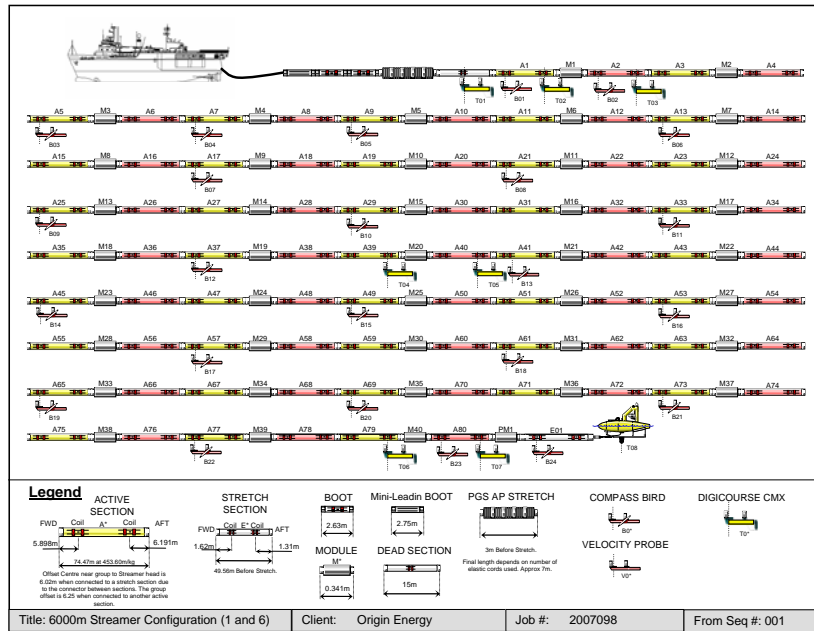 A1 M1 A2 A3 M2 A4
T01 B01 T02 B02 T03
A5 M3 A6 A7 M4 A8 A9 M5 A10 A11 M6 A12 A13 M7 A14
B03 B04 B05 B06
A15 M8 A16 A17 M9 A18 A19 M10 A20 A21 M11 A22 A23 M12 A24
B07 B08
A25 M13 A26 A27 M14 A28 A29 M15 A30 A31 M16 A32 A33 M17 A34
B09 B10 B11
A35 M18 A36 A37 M19 A38 A39 M20 A40 A41 M21 A42 A43 M22 A44
B12 T04 T05 B13
A45 M23 A46 A47 M24 A48 A49 M25 A50 A51 M26 A52 A53 M27 A54
B14 B15 B16
A55 M28 A56 A57 M29 A58 A59 M30 A60 A61 M31 A62 A63 M32 A64
B17 B18
A65 M33 A66 A67 M34 A68 A69 M35 A70 A71 M36 A72 A73 M37 A74
B19 B20 B21
A75 M38 A76 A77 M39 A78 A79 M40 A80 PM1 E01
B22 T06 B23 T07 B24 T08
Legend
ACTIVE
SECTION
FWD Coil A* Coil AFT
5.898m 6.191m
74.47m at 453.60m/kg
Offset Centre near group to Streamer head is
6.02m when connected to a stretch section due
to the connector between sections. The group
offset is 6.25 when connected to another active
section.
STRETCH
SECTION
FWD Coil E* Coil AFT
1.62m 1.31m
49.56m Before Stretch.
BOOT
2.63m
MODULE
M*
0.341m
Mini-Leadin BOOT
2.75m
DEAD SECTION
15m
PGS AP STRETCH
3m Before Stretch.
Final length depends on number of
elastic cords used. Approx 7m.
COMPASS BIRD
B0*
VELOCITY PROBE
V0*
DIGICOURSE CMX
T0*
Title: 6000m Streamer Configuration (1 and 6) Client: Origin Energy Job #: 2007098 From Seq #: 001